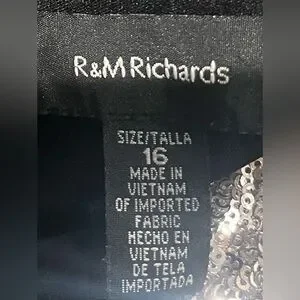 R&M Richards
SIZE/TALLA
16
MADE IN
VIETNAM
OF IMPORTED
FABRIC
HECHO EN
VIETNAM
DE TELA
IMPORTADA